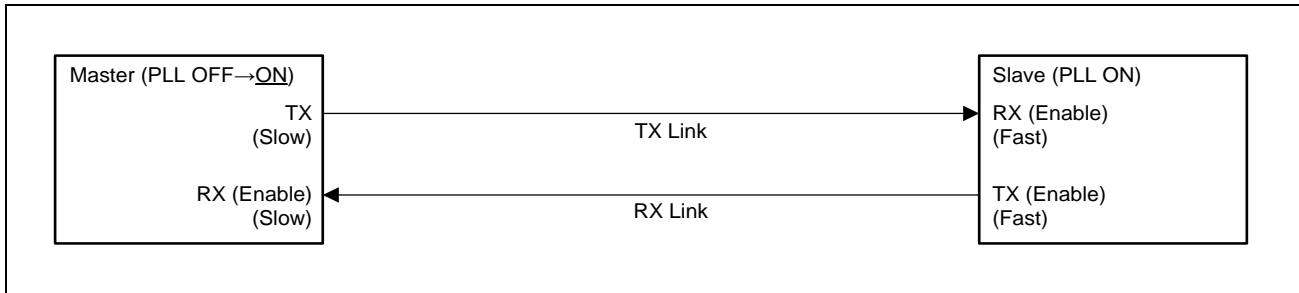 Master (PLL OFF→ON)
TX
(Slow)
RX (Enable)
(Slow)
TX Link
RX Link
Slave (PLL ON)
RX (Enable)
(Fast)
TX (Enable)
(Fast)